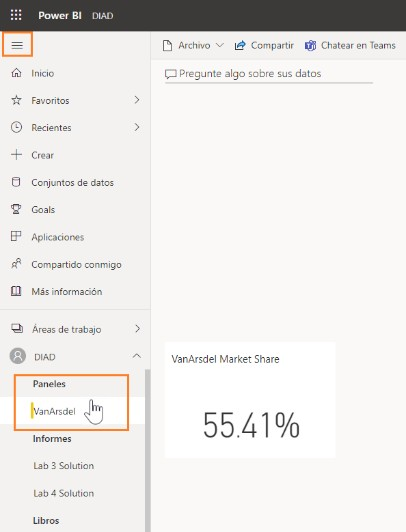 Power BI DIAD
Archivo Compartir Chatear en Teams
Pregunte algo sobre sus datos
Inicio
Favoritos
Recientes
Crear
Conjuntos de datos
Goals
Aplicaciones
Compartido conmigo
Más información
Áreas de trabajo
DIAD
Paneles
VanArsdel
Informes
Lab 3 Solution
Lab 4 Solution
Libros
VanArsdel Market Share
55.41%